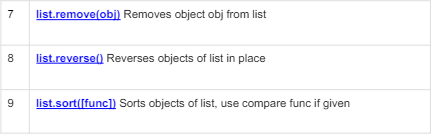 7 list.remove(obj) Removes object obj from list
8 list.reverse() Reverses objects of list in place
9 list.sort([func]) Sorts objects of list, use compare func if given